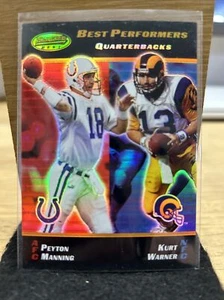 BEST PERFORMERS
QUARTERBACKS
18
13
AFC
PEYTON
MANNING
KURT
WARNER
NFC